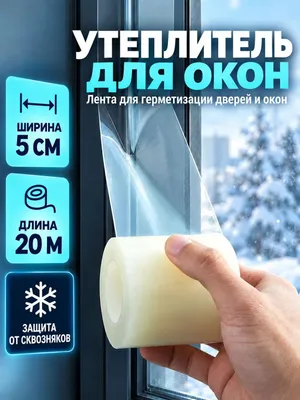 УТЕПЛИТЕЛЬ
ДЛЯ ОКОН
Лента для герметизации дверей и окон
ШИРИНА
5 СМ
ДЛИНА
20 М
ЗАЩИТА
ОТ СКВОЗНЯКОВ